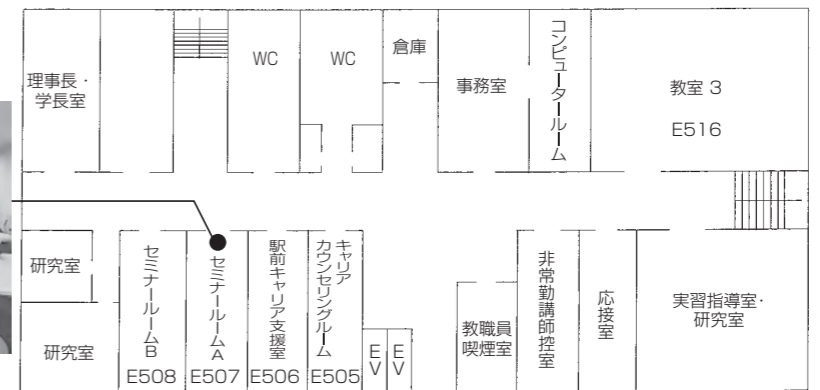 理事長・
学長室
WC
WC
倉庫
事務室
コンピュータールーム
教室 3
E516
研究室
研究室
セミナールームB
E508
セミナールームA
E507
駅前キャリア支援室
E506
キャリア
カウンセリングルーム
E505
EV
EV
教職員
喫煙室
非常勤講師控室
応接室
実習指導室・
研究室